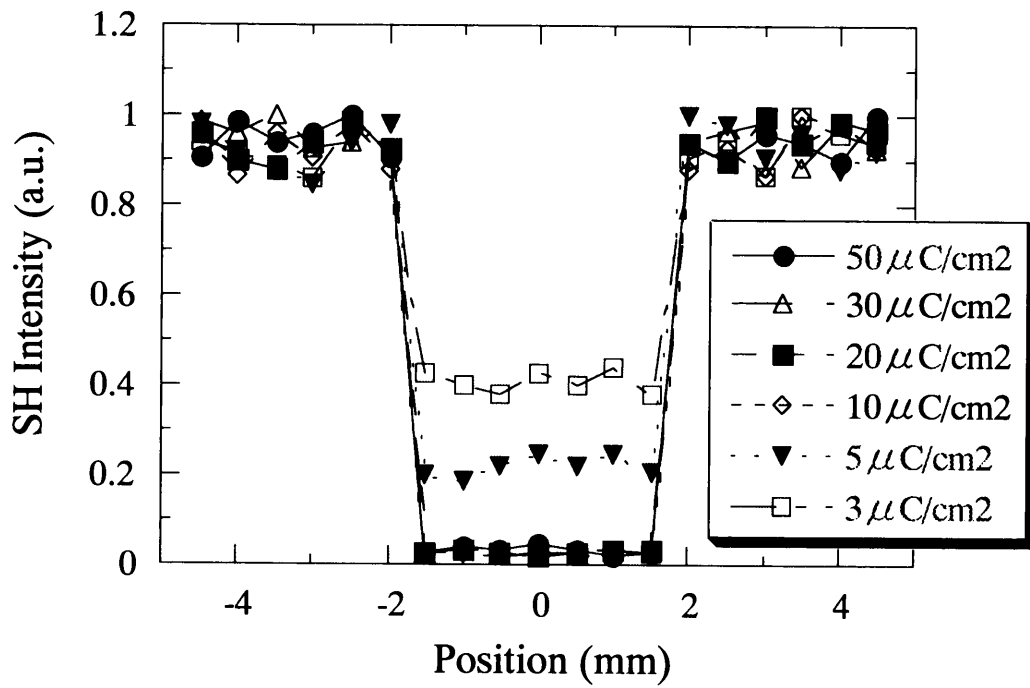 1.2
1
0.8
0.6
0.4
0.2
0
SH Intensity (a.u.)
-4
-2
0
2
4
Position (mm)
50 μC/cm2
30 μC/cm2
20 μC/cm2
10 μC/cm2
5 μC/cm2
3 μC/cm2